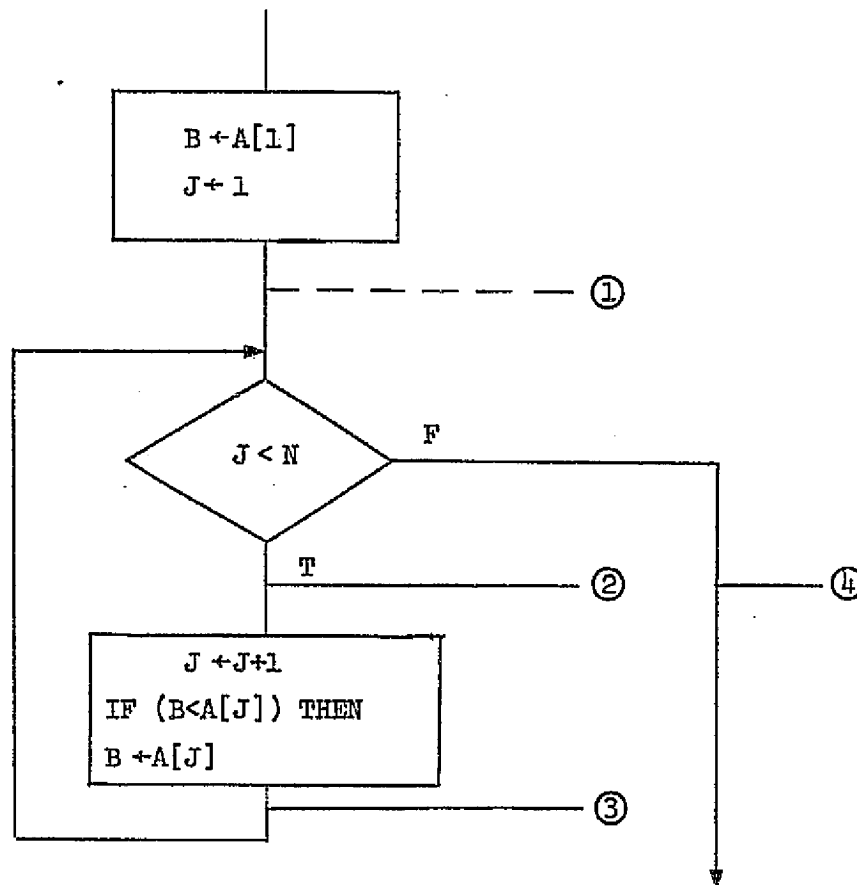 B ← A[1]
J ← 1
①
J < N
F
T
②
④
J ← J+1
IF (B<A[J]) THEN
B ← A[J]
③